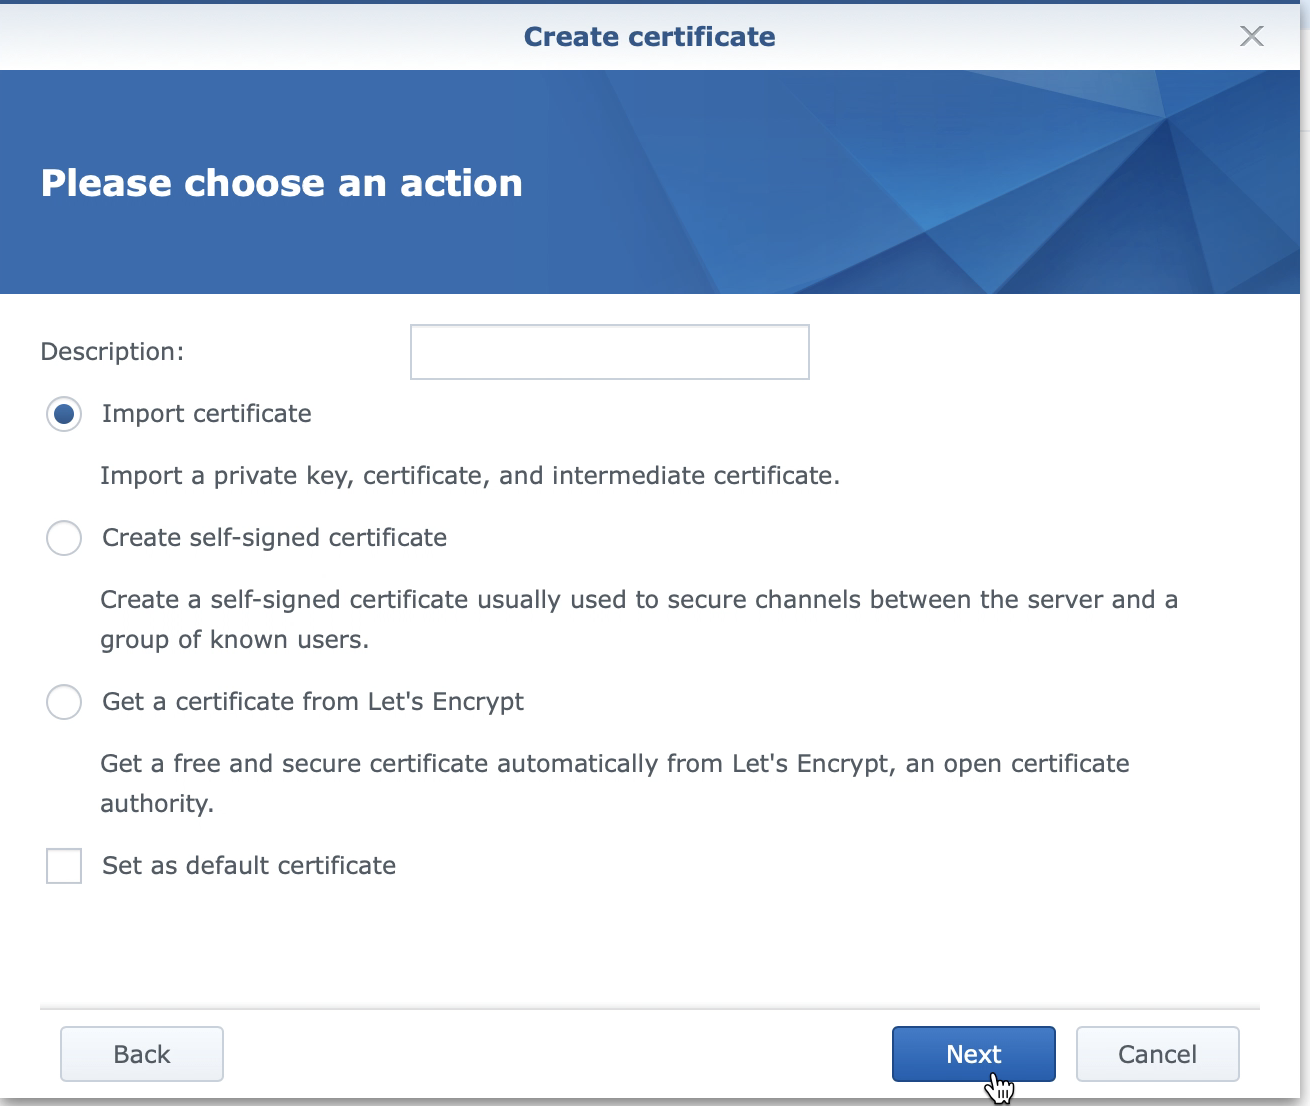 Create certificate
Please choose an action
Description:
Import certificate
Import a private key, certificate, and intermediate certificate.
Create self-signed certificate
Create a self-signed certificate usually used to secure channels between the server and a
group of known users.
Get a certificate from Let's Encrypt
Get a free and secure certificate automatically from Let's Encrypt, an open certificate
authority.
Set as default certificate
Back
Next
Cancel